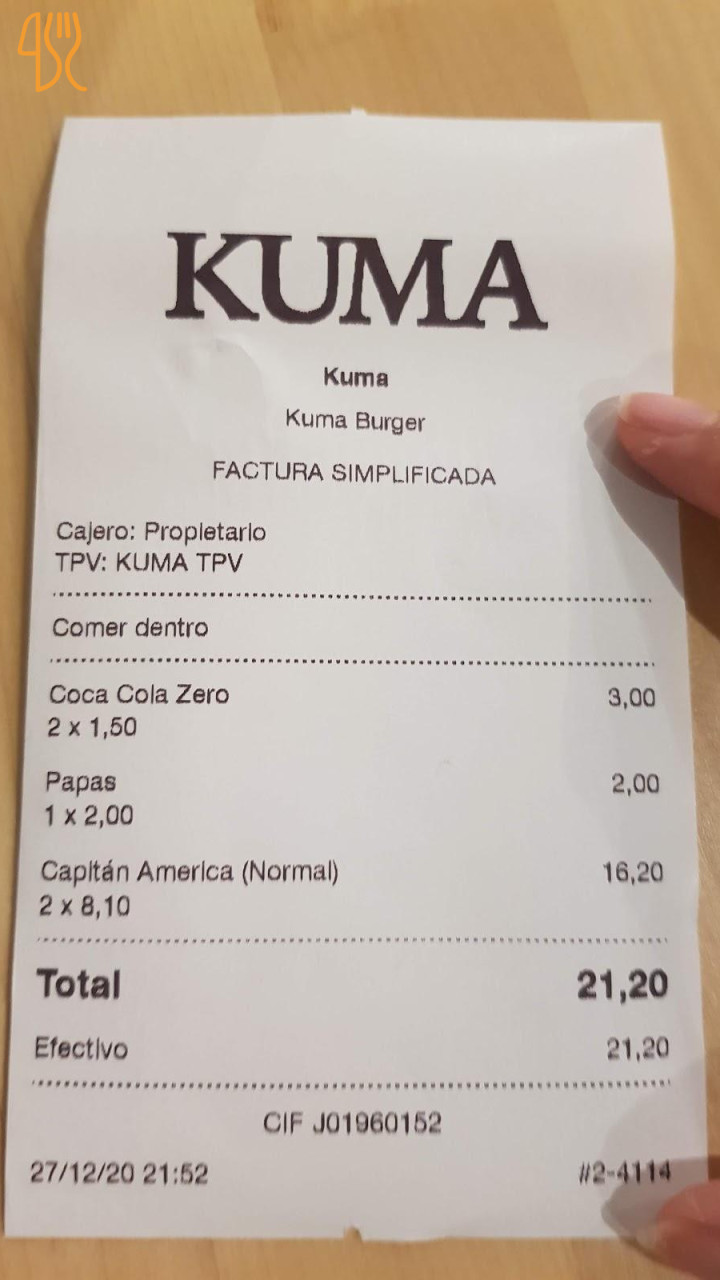 KUMA
Kuma
Kuma Burger
FACTURA SIMPLIFICADA
Cajero: Propietario
TPV: KUMA TPV
Comer dentro
Coca Cola Zero 3,00
2 x 1,50
Papas 2,00
1 x 2,00
Capitán America (Normal) 16,20
2 x 8,10
Total 21,20
Efectivo 21,20
CIF J01960152
27/12/20 21:52 #2-4114